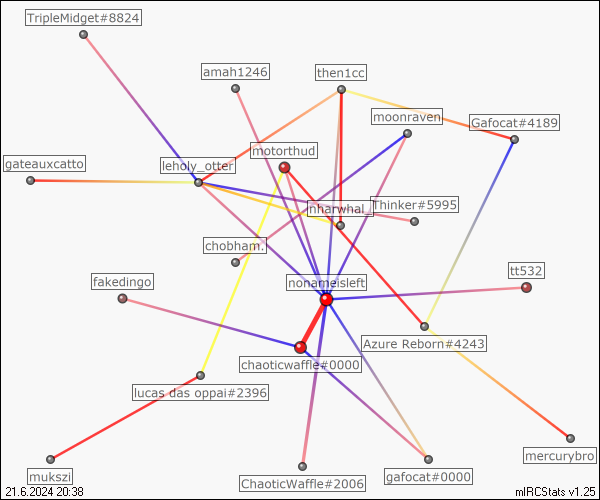 TripleMidget#8824
amah1246
then1cc
moonraven
Gafocat#4189
motorthud
gateauxcatto
leholy_otter
nharwhal_
Thinker#5995
chobham.
fakedingo
nonameisleft
tt532
Azure Reborn#4243
chaoticwaffle#0000
lucas das oppai#2396
mukszi
ChaoticWaffle#2006
gafocat#0000
mercurybro
21.6.2024 20:38
mIRCStats v1.25